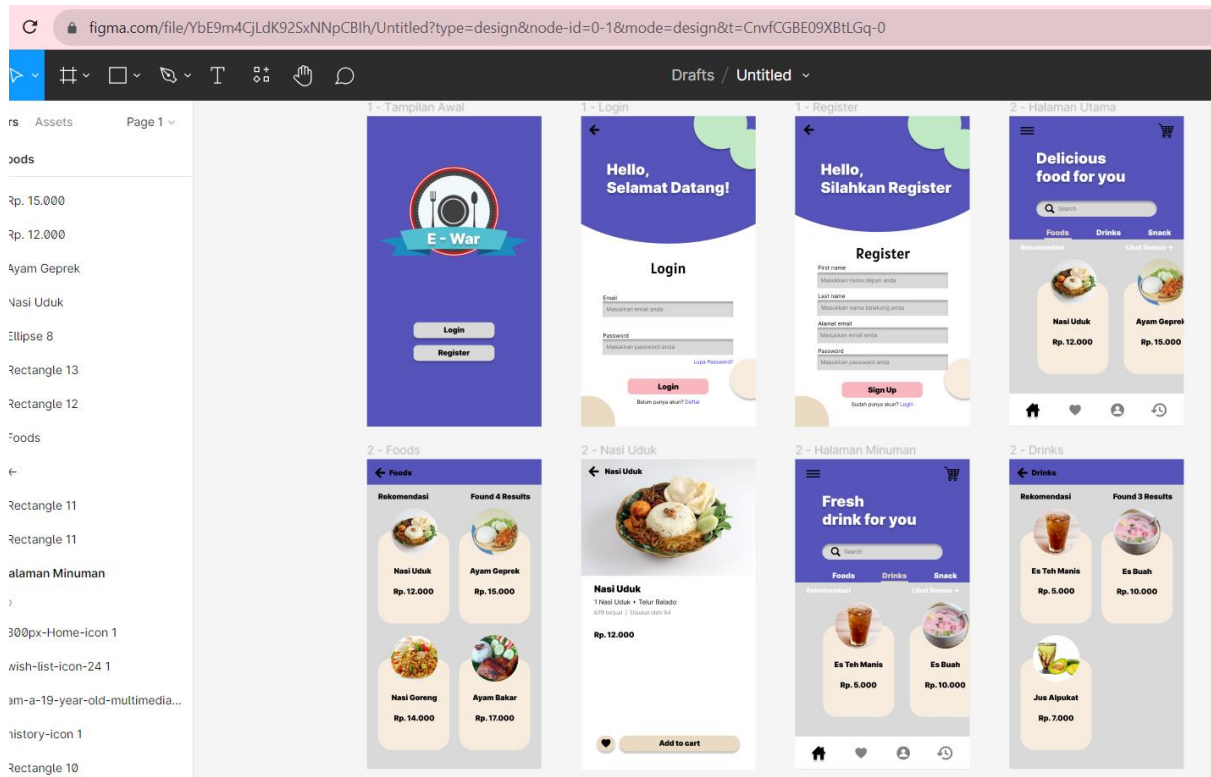 figma.com/file/YbE9m4CjLdK92SxNNpCBIh/Untitled?type=design&node-id=0-1&mode=design&t=CnvfCGBE09XBtLGq-0
Drafts / Untitled
rs Assets Page 1
oods
Rp. 15.000
Rp. 12.000
Ayam Geprek
Nasi Uduk
Ellipse 8
Rectangle 13
Rectangle 12
Foods
Rectangle 11
Rectangle 11
alaman Minuman
300px-Home-icon 1
wish-list-icon-24 1
am-a-19-year-old-multimedia...
history-icon 1
Rectangle 10
1 - Tampilan Awal
E - War
Login
Register
1 - Login
Hello,
Selamat Datang!
Login
Email
Masukkan email anda
Password
Masukkan password anda
Lupa Password?
Login
Belum punya akun? Daftar
1 - Register
Hello,
Silahkan Register
Register
First name
Masukkan nama depan anda
Last name
Masukkan nama belakang anda
Alamat email
Masukkan email anda
Password
Masukkan password anda
Sign Up
Sudah punya akun? Login
2 - Halaman Utama
Delicious
food for you
Search
Foods Drinks Snack
Rekomendasi Lihat Semua →
Nasi Uduk Ayam Geprek
Rp. 12.000 Rp. 15.000
2 - Foods
← Foods
Rekomendasi Found 4 Results
Nasi Uduk Ayam Geprek
Rp. 12.000 Rp. 15.000
Nasi Goreng Ayam Bakar
Rp. 14.000 Rp. 17.000
2 - Nasi Uduk
← Nasi Uduk
Nasi Uduk
1 Nasi Uduk + Telur Balado
679 terjual | Disukai oleh 94
Rp. 12.000
Add to cart
2 - Halaman Minuman
Fresh
drink for you
Search
Foods Drinks Snack
Rekomendasi Lihat Semua →
Es Teh Manis Es Buah
Rp. 5.000 Rp. 10.000
2 - Drinks
← Drinks
Rekomendasi Found 3 Results
Es Teh Manis Es Buah
Rp. 5.000 Rp. 10.000
Jus Alpukat
Rp. 7.000